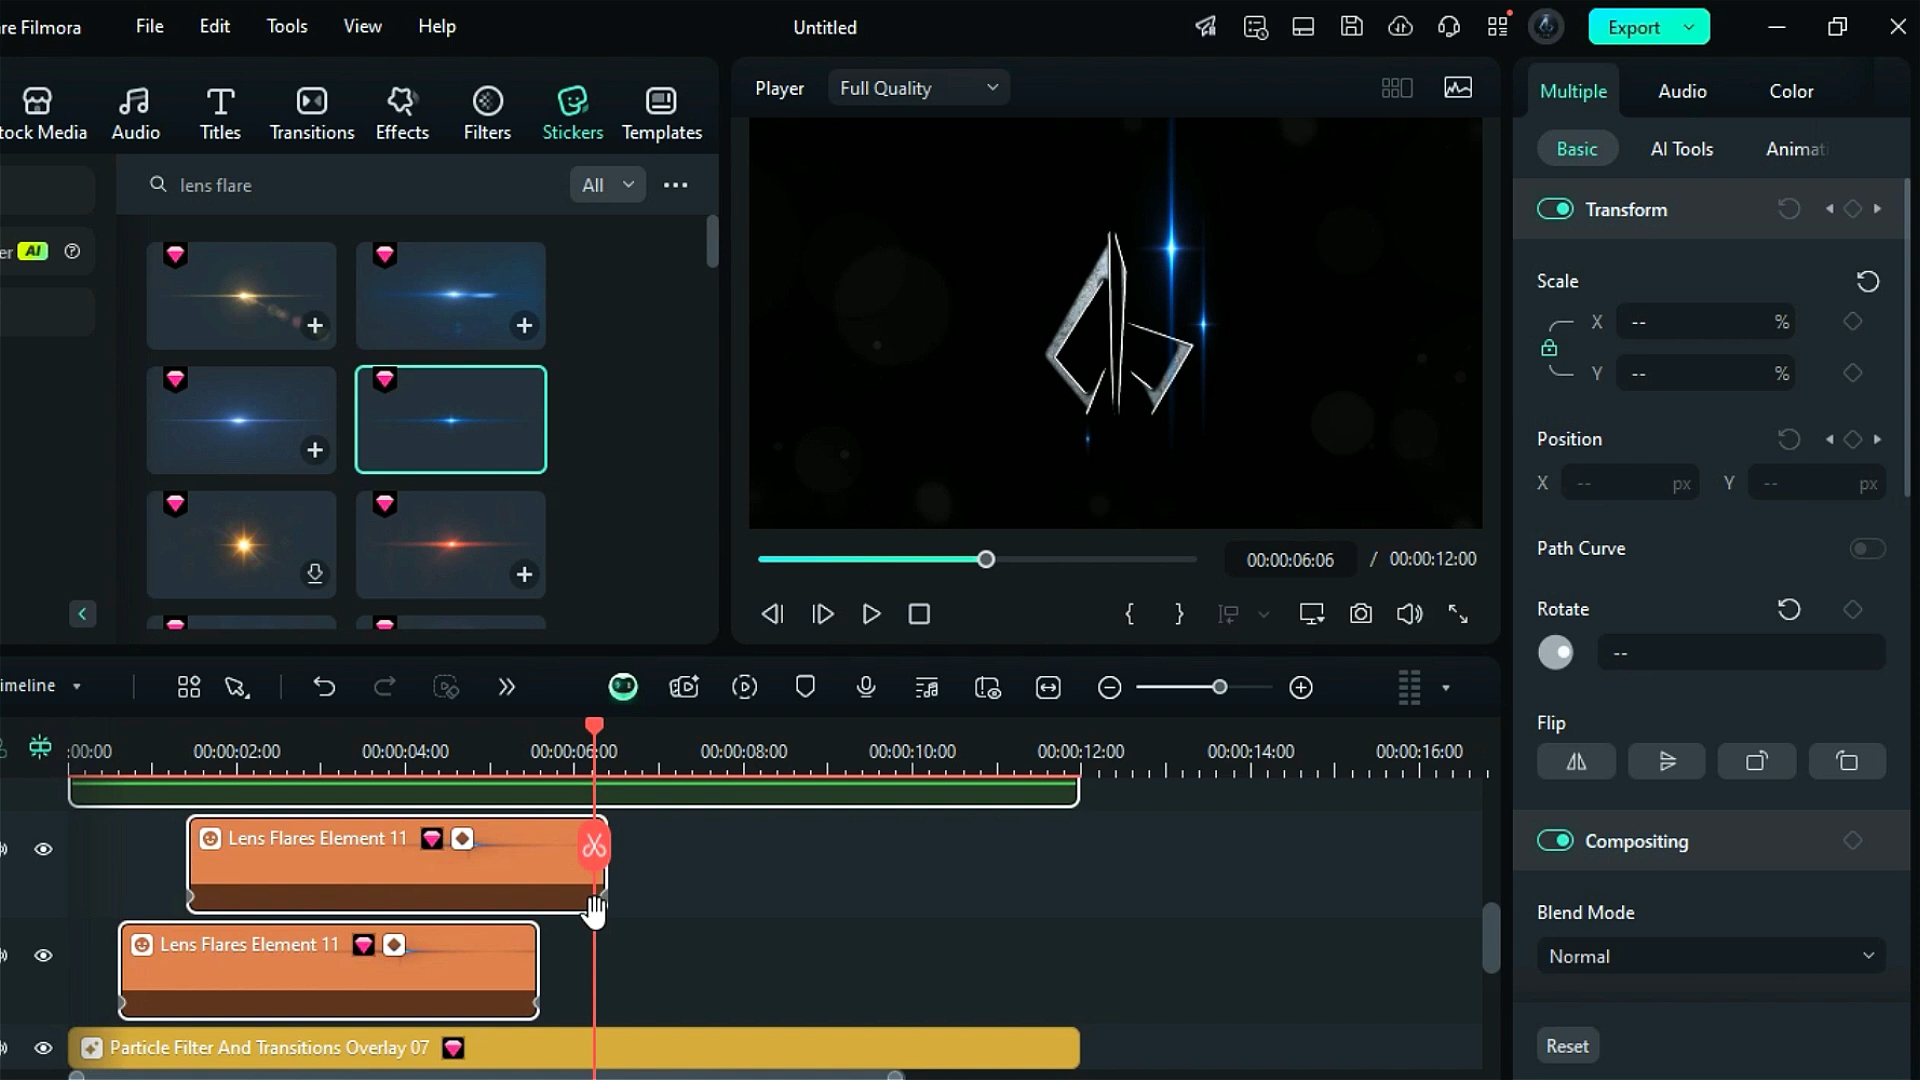 re Filmora
File
Edit
Tools
View
Help
Untitled
Export
tock Media
Audio
Titles
Transitions
Effects
Filters
Stickers
Templates
lens flare
All
er AI
Player
Full Quality
00:00:06:06 / 00:00:12:00
Multiple
Audio
Color
Basic
AI Tools
Animati
Transform
Scale
X -- %
Y -- %
Position
X -- px Y -- px
Path Curve
Rotate
--
Flip
Compositing
Blend Mode
Normal
Reset
imeline
:00:00
00:00:02:00
00:00:04:00
00:00:06:00
00:00:08:00
00:00:10:00
00:00:12:00
00:00:14:00
00:00:16:00
Lens Flares Element 11
Lens Flares Element 11
Particle Filter And Transitions Overlay 07